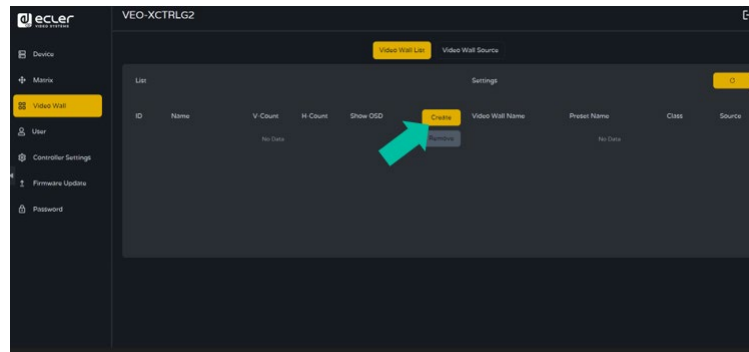 ecler
VIDEO SYSTEMS
VEO-XCTRLG2
Device
Matrix
Video Wall
User
Controller Settings
Firmware Update
Password
Video Wall List Video Wall Source
List Settings
ID Name V-Count H-Count Show OSD Create Video Wall Name Preset Name Class Source
No Data Remove No Data